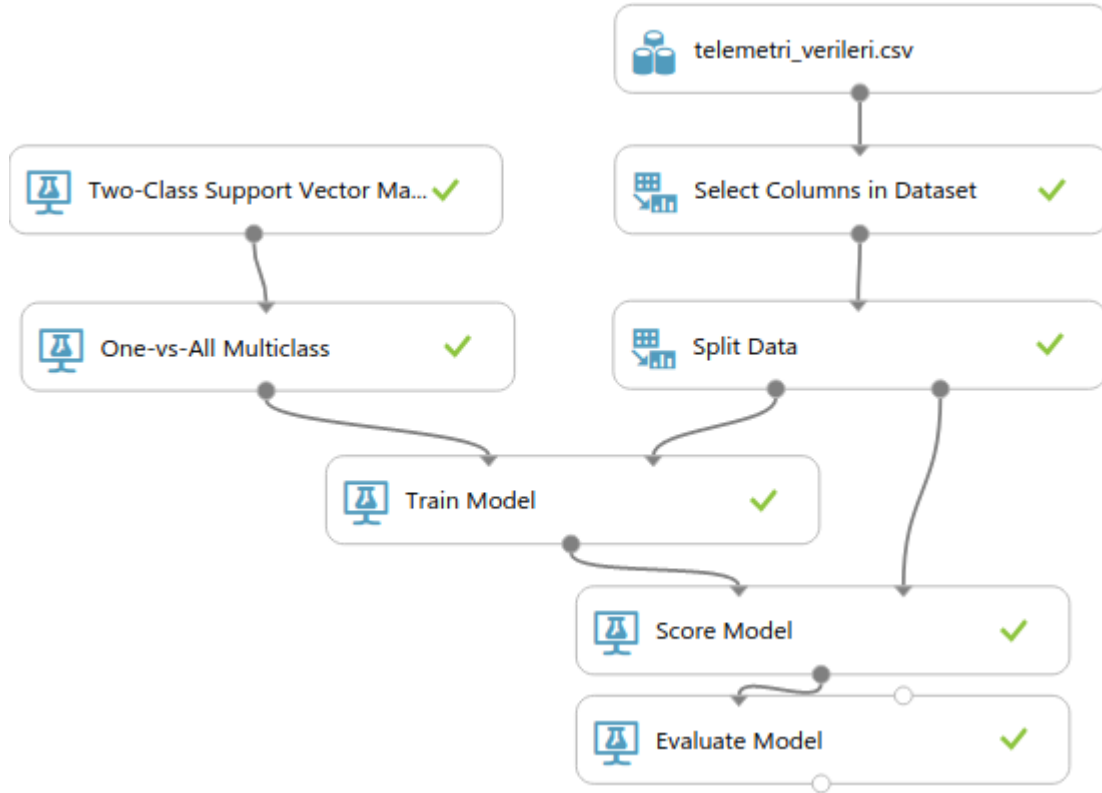 telemetri_verileri.csv
Two-Class Support Vector Ma...
Select Columns in Dataset
One-vs-All Multiclass
Split Data
Train Model
Score Model
Evaluate Model